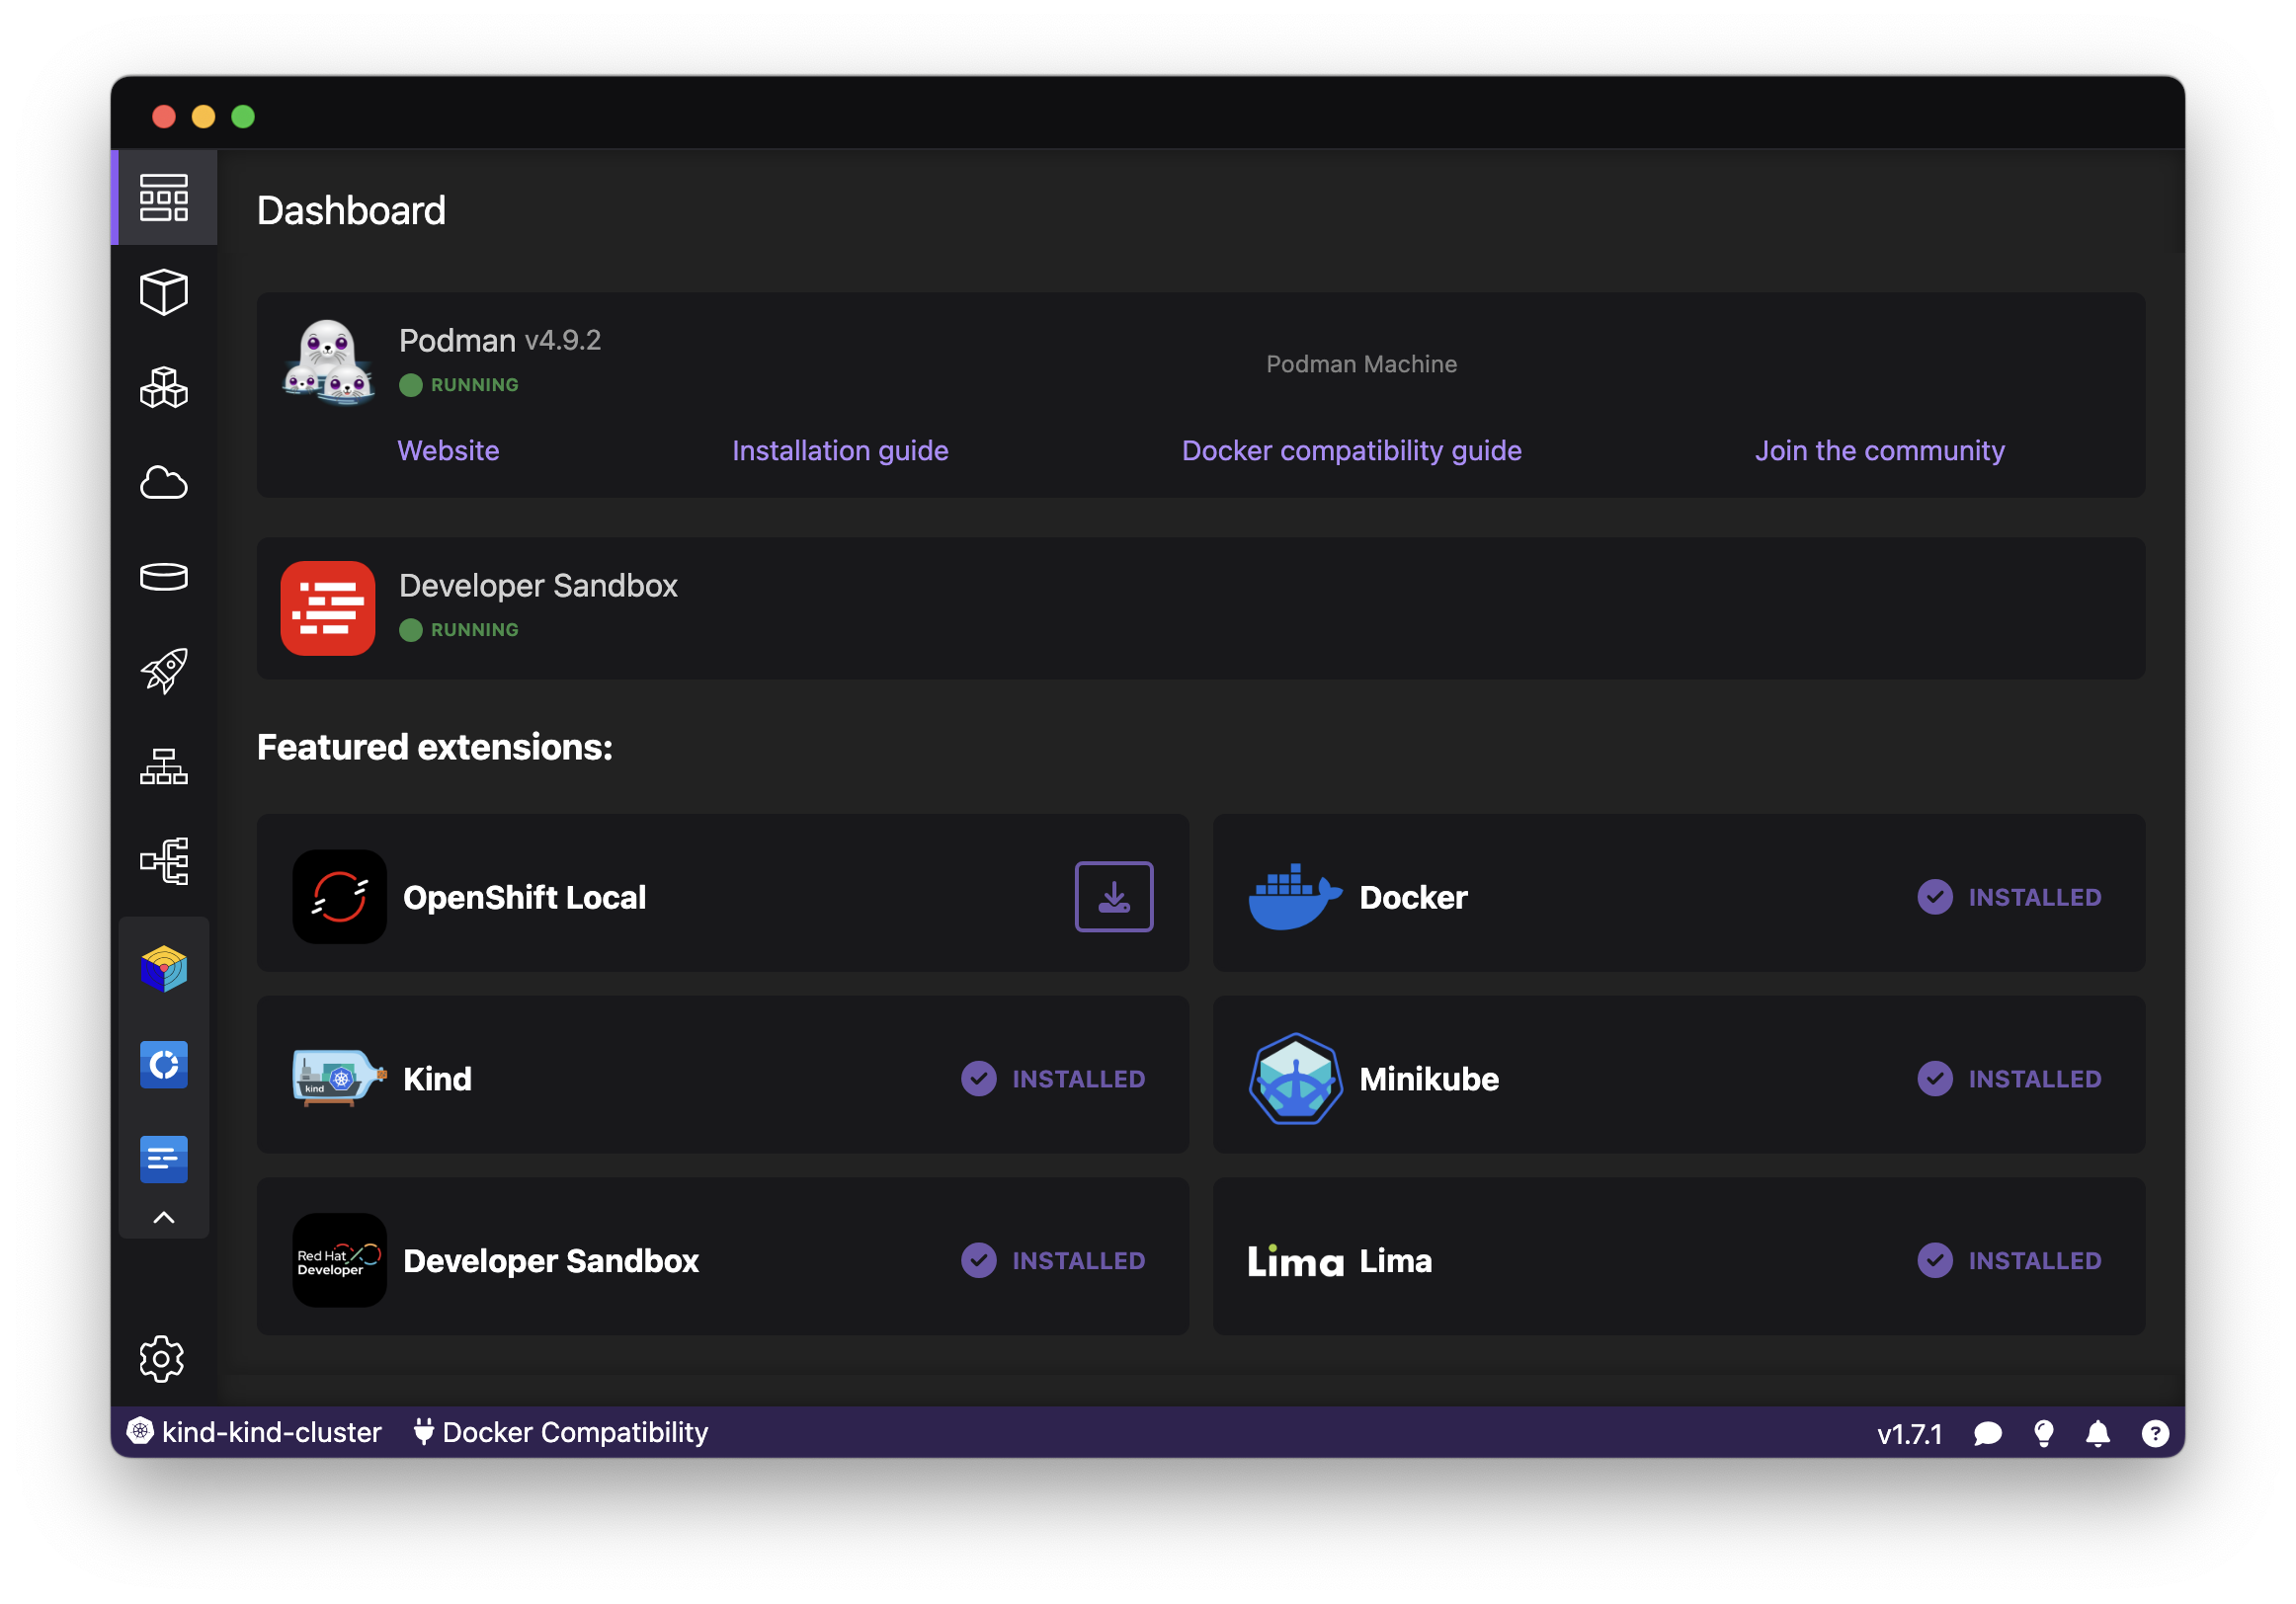 Dashboard
Podman v4.9.2
RUNNING
Podman Machine
Website
Installation guide
Docker compatibility guide
Join the community
Developer Sandbox
RUNNING
Featured extensions:
OpenShift Local
Docker
INSTALLED
kind
Kind
INSTALLED
Minikube
INSTALLED
Red Hat
Developer
Developer Sandbox
INSTALLED
Lima
Lima
INSTALLED
kind-kind-cluster
Docker Compatibility
v1.7.1
?